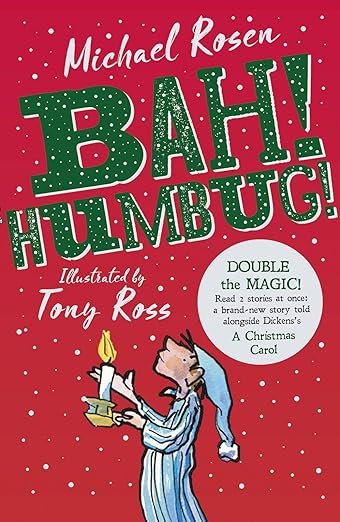 Michael Rosen
BAH!
HUMBUG!
Illustrated by
Tony Ross
DOUBLE
the MAGIC!
Read 2 stories at once:
a brand-new story told
alongside Dickens's
A Christmas
Carol